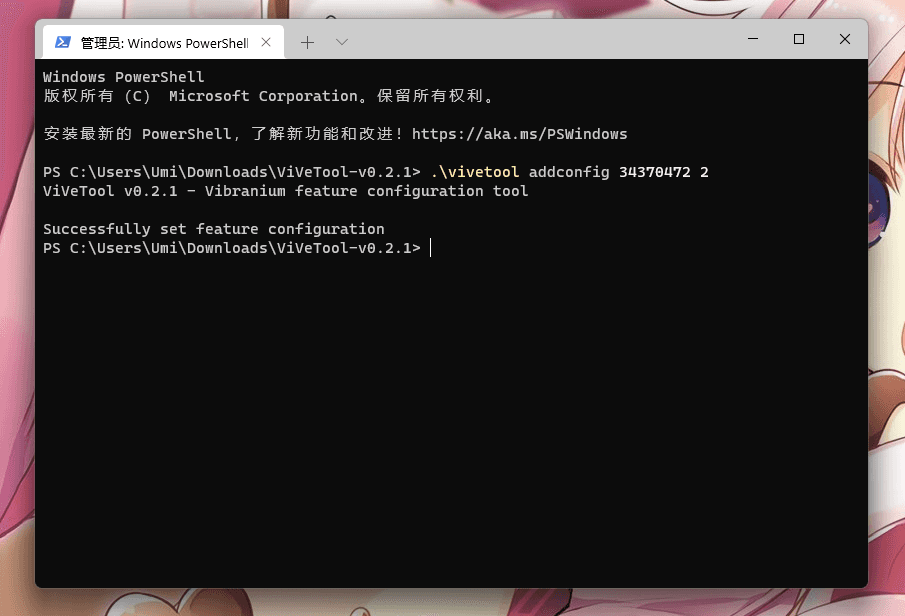 管理员: Windows PowerShell
Windows PowerShell
版权所有 (C)  Microsoft Corporation。保留所有权利。
安装最新的 PowerShell，了解新功能和改进！https://aka.ms/PSWindows
PS C:\Users\Umi\Downloads\ViVeTool-v0.2.1> .\vivetool addconfig 34370472 2
ViVeTool v0.2.1 - Vibranium feature configuration tool
Successfully set feature configuration
PS C:\Users\Umi\Downloads\ViVeTool-v0.2.1>